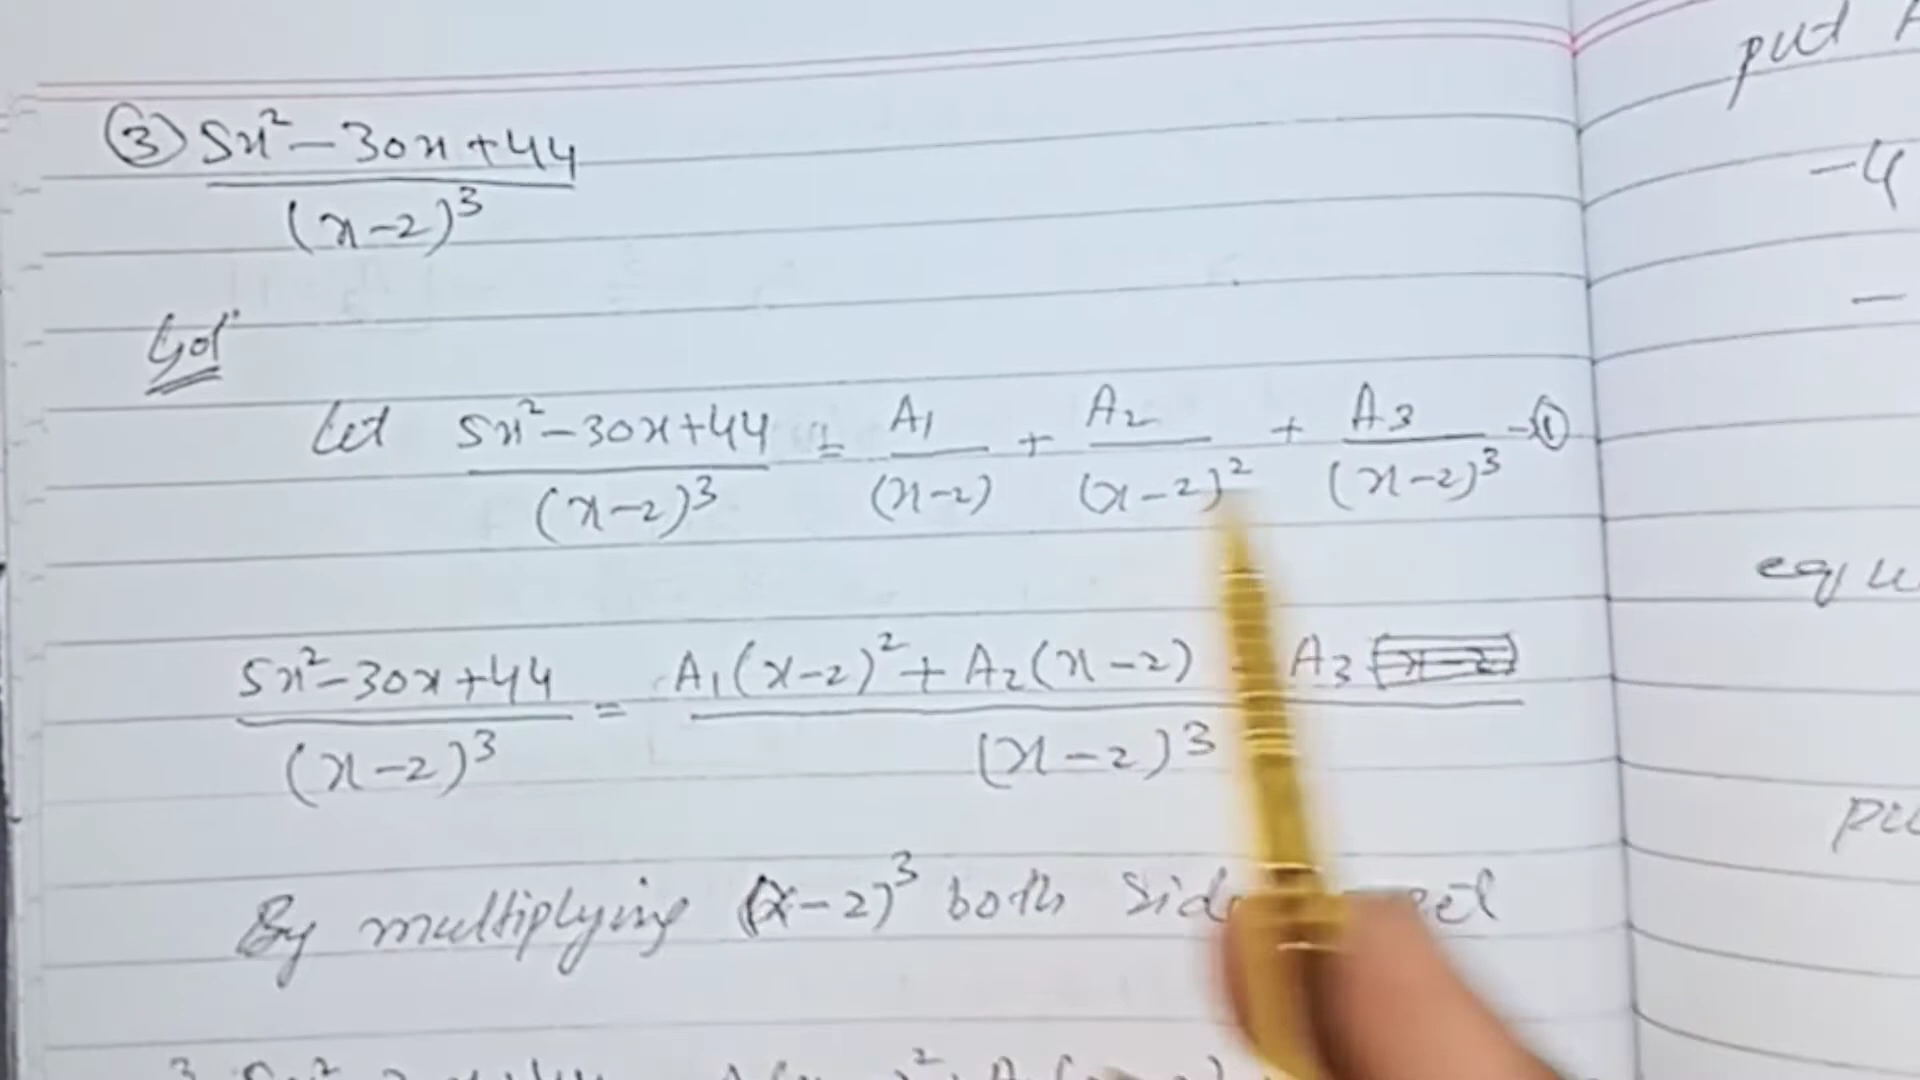 ③ 5x² - 30x + 44
(x-2)³
Sol
Let 5x² - 30x + 44 = A₁ + A₂ + A₃ - ①
(x-2)³ (x-2) (x-2)² (x-2)³
5x² - 30x + 44 = A₁(x-2)² + A₂(x-2) A₃
(x-2)³ (x-2)³
By multiplying (x-2)³ both
put
-4